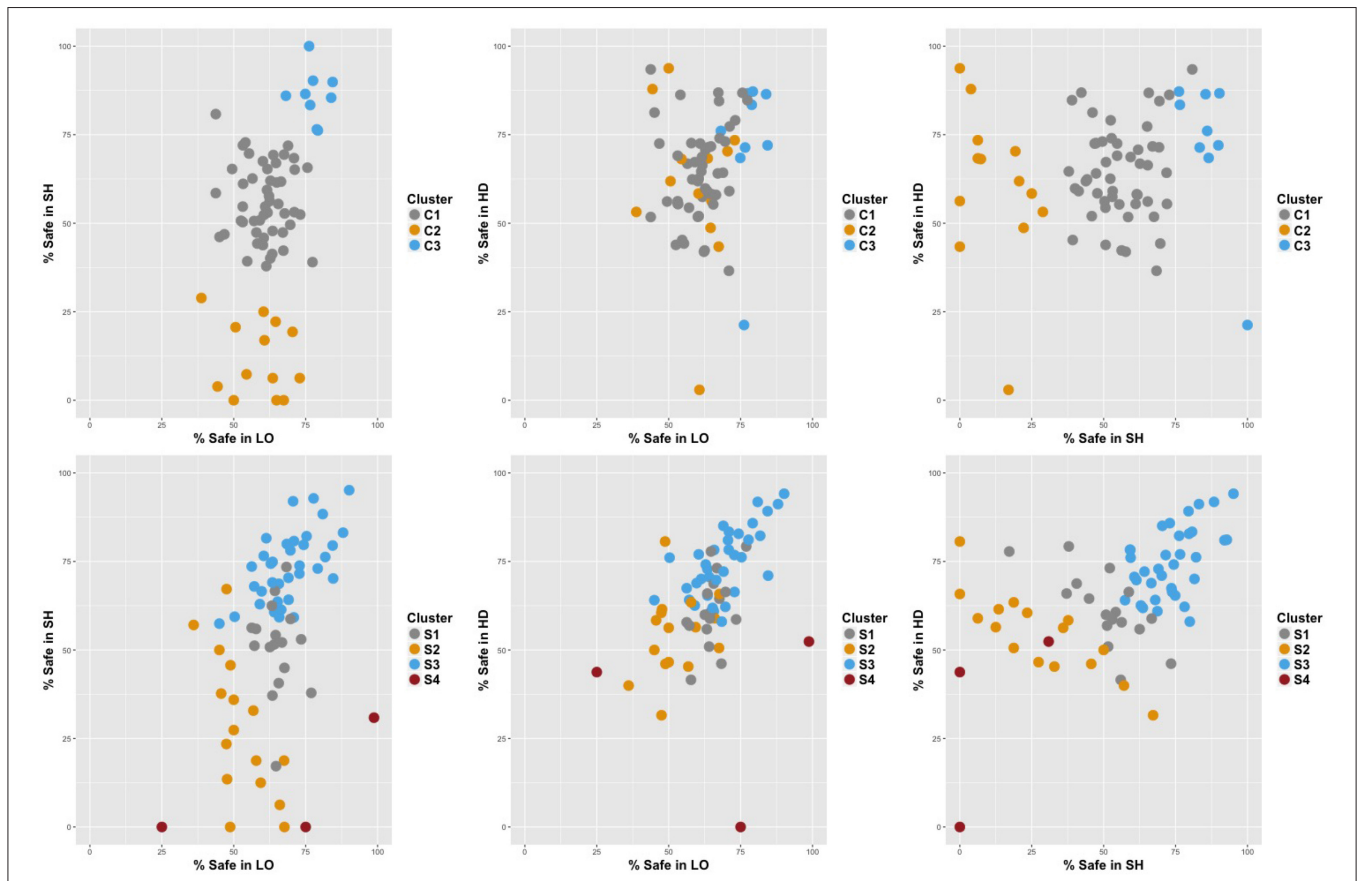 100
75
50
25
0
% Safe in SH
0 25 50 75 100
% Safe in LO
Cluster
C1
C2
C3
100
75
50
25
0
% Safe in HD
0 25 50 75 100
% Safe in LO
Cluster
C1
C2
C3
100
75
50
25
0
% Safe in HD
0 25 50 75 100
% Safe in SH
Cluster
C1
C2
C3
100
75
50
25
0
% Safe in SH
0 25 50 75 100
% Safe in LO
Cluster
S1
S2
S3
S4
100
75
50
25
0
% Safe in HD
0 25 50 75 100
% Safe in LO
Cluster
S1
S2
S3
S4
100
75
50
25
0
% Safe in HD
0 25 50 75 100
% Safe in SH
Cluster
S1
S2
S3
S4